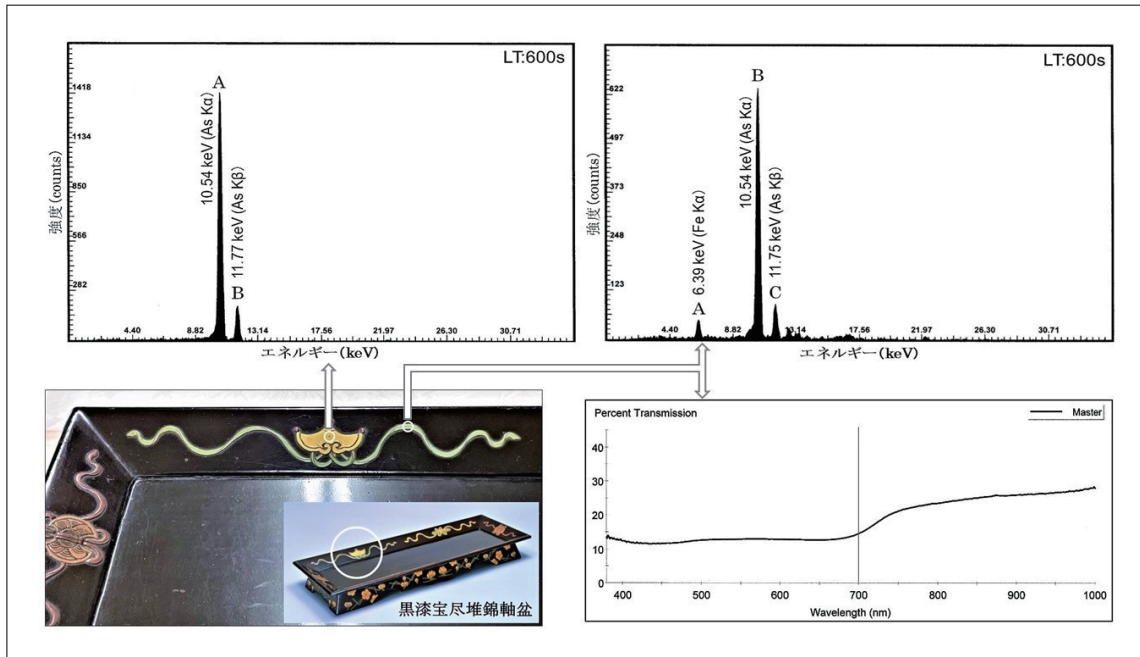 LT:600s
A
10.54 keV (As Kα)
11.77 keV (As Kβ)
B
1418
1134
850
566
282
強度(counts)
4.40 8.82 13.14 17.56 21.97 26.30 30.71
エネルギー(keV)
LT:600s
B
10.54 keV (As Kα)
6.39 keV (Fe Kα)
11.75 keV (As Kβ)
A
C
622
497
373
248
123
強度(counts)
4.40 8.82 13.14 17.56 21.97 26.30 30.71
エネルギー(keV)
黒漆宝尽堆錦軸盆
Percent Transmission
Master
40
30
20
10
0
400 500 600 700 800 900 1000
Wavelength (nm)